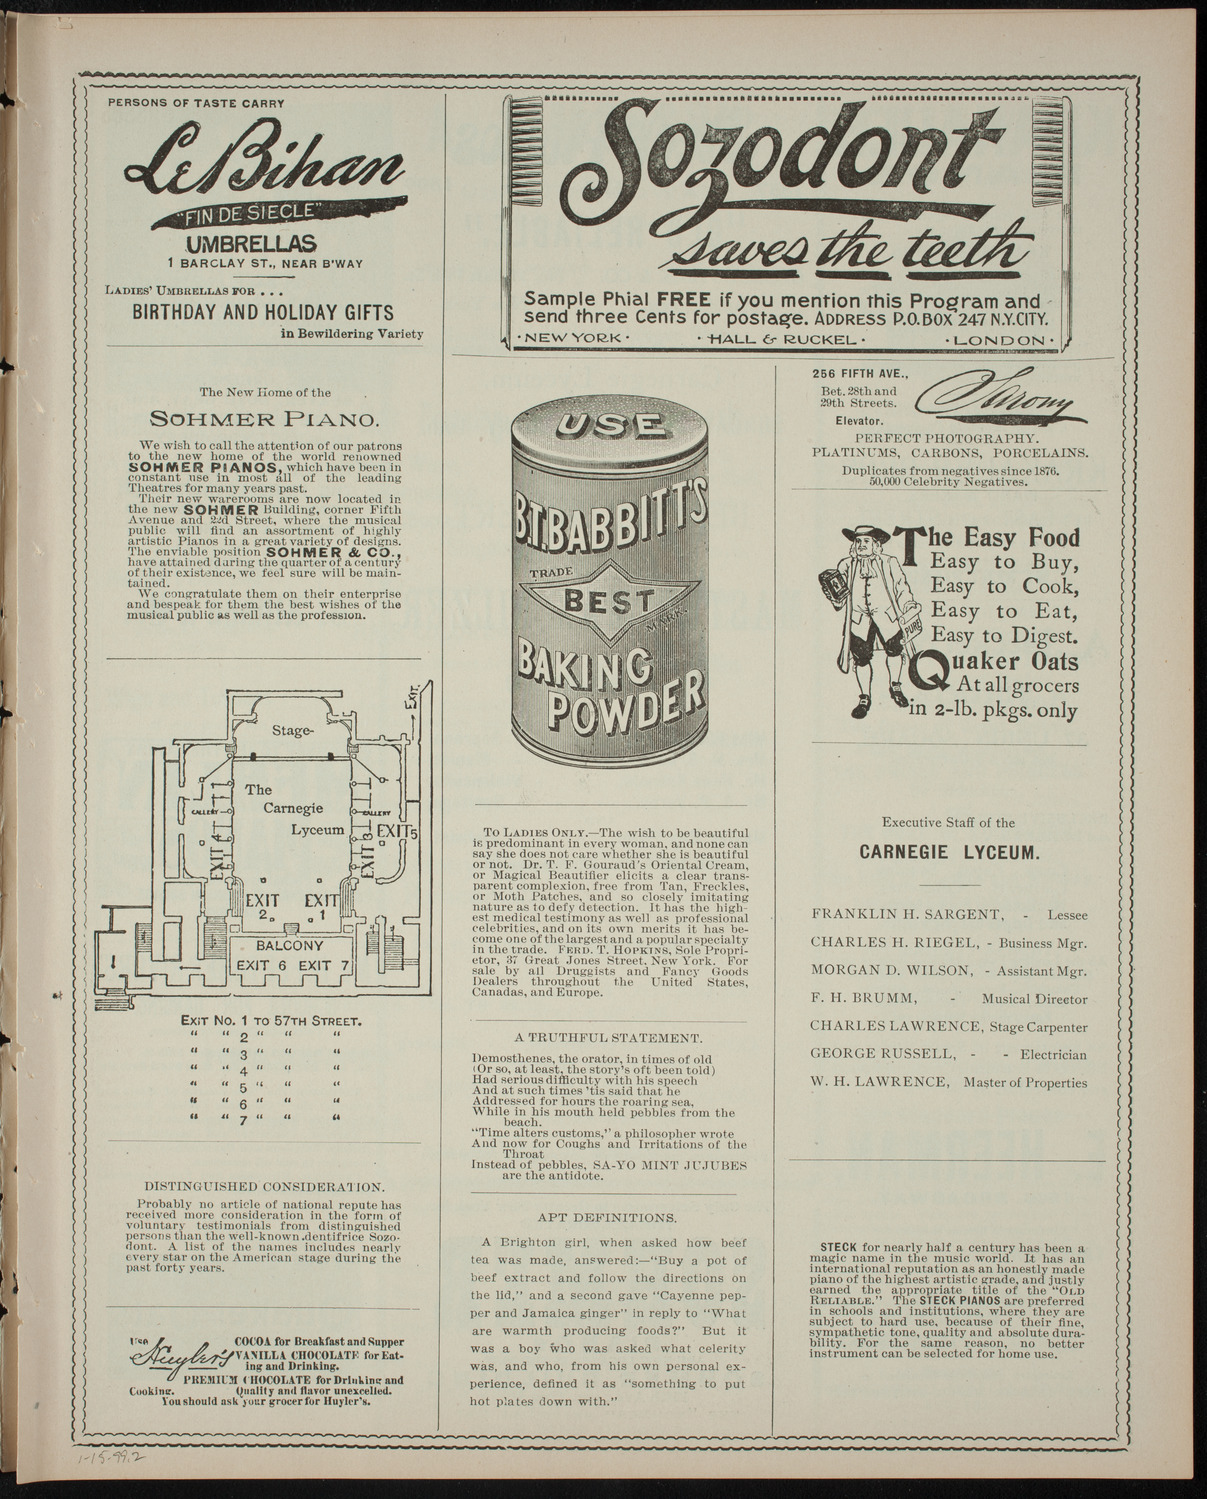 PERSONS OF TASTE CARRY
Le Bihan
"FIN DE SIECLE"
UMBRELLAS
1 BARCLAY ST., NEAR B'WAY
LADIES' UMBRELLAS FOR . . .
BIRTHDAY AND HOLIDAY GIFTS
in Bewildering Variety
Sozodont
saves the teeth
Sample Phial FREE if you mention this Program and
send three Cents for postage. ADDRESS P.O.BOX 247 N.Y.CITY.
·NEW YORK·  ·HALL & RUCKEL·  ·LONDON·
The New Home of the
SOHMER PIANO.
We wish to call the attention of our patrons
to the new home of the world renowned
SOHMER PIANOS, which have been in
constant use in most all of the leading
Theatres for many years past.
Their new warerooms are now located in
the new SOHMER Building, corner Fifth
Avenue and 22d Street, where the musical
public will find an assortment of highly
artistic Pianos in a great variety of designs.
The enviable position SOHMER & CO.,
have attained during the quarter of a century
of their existence, we feel sure will be main-
tained.
We congratulate them on their enterprise
and bespeak for them the best wishes of the
musical public as well as the profession.
EXIT.
Stage-
The
Carnegie
Lyceum
GALLERY
GALLERY
EXIT 4
EXIT 3
EXIT 5
EXIT 2.
EXIT 1
BALCONY
EXIT 6 EXIT 7
EXIT NO. 1 TO 57TH STREET.
" " 2 " " "
" " 3 " " "
" " 4 " " "
" " 5 " " "
" " 6 " " "
" " 7 " " "
DISTINGUISHED CONSIDERATION.
Probably no article of national repute has
received more consideration in the form of
voluntary testimonials from distinguished
persons than the well-known dentifrice Sozo-
dont. A list of the names includes nearly
every star on the American stage during the
past forty years.
Use Huyler's
COCOA for Breakfast and Supper
VANILLA CHOCOLATE for Eat-
ing and Drinking.
PREMIUM CHOCOLATE for Drinking and
Cooking. Quality and flavor unexcelled.
You should ask your grocer for Huyler's.
USE
B.T. BABBITT'S
TRADE
BEST
MARK
BAKING
POWDER
TO LADIES ONLY.—The wish to be beautiful
is predominant in every woman, and none can
say she does not care whether she is beautiful
or not. Dr. T. F. Gouraud's Oriental Cream,
or Magical Beautifier elicits a clear trans-
parent complexion, free from Tan, Freckles,
or Moth Patches, and so closely imitating
nature as to defy detection. It has the high-
est medical testimony as well as professional
celebrities, and on its own merits it has be-
come one of the largest and a popular specialty
in the trade. FERD. T. HOPKINS, Sole Propri-
etor, 37 Great Jones Street, New York. For
sale by all Druggists and Fancy Goods
Dealers throughout the United States,
Canadas, and Europe.
A TRUTHFUL STATEMENT.
Demosthenes, the orator, in times of old
(Or so, at least, the story's oft been told)
Had serious difficulty with his speech
And at such times 'tis said that he
Addressed for hours the roaring sea,
While in his mouth held pebbles from the
beach.
"Time alters customs," a philosopher wrote
And now for Coughs and Irritations of the
Throat
Instead of pebbles, SA-YO MINT JUJUBES
are the antidote.
APT DEFINITIONS.
A Brighton girl, when asked how beef
tea was made, answered:—"Buy a pot of
beef extract and follow the directions on
the lid," and a second gave "Cayenne pep-
per and Jamaica ginger" in reply to "What
are warmth producing foods?" But it
was a boy who was asked what celerity
was, and who, from his own personal ex-
perience, defined it as "something to put
hot plates down with."
256 FIFTH AVE.,
Bet. 28th and
29th Streets.
Elevator.
Sarony
PERFECT PHOTOGRAPHY.
PLATINUMS, CARBONS, PORCELAINS.
Duplicates from negatives since 1876.
50,000 Celebrity Negatives.
PURE
The Easy Food
Easy to Buy,
Easy to Cook,
Easy to Eat,
Easy to Digest.
Quaker Oats
At all grocers
in 2-lb. pkgs. only
Executive Staff of the
CARNEGIE LYCEUM.
FRANKLIN H. SARGENT, - Lessee
CHARLES H. RIEGEL, - Business Mgr.
MORGAN D. WILSON, - Assistant Mgr.
F. H. BRUMM, - Musical Director
CHARLES LAWRENCE, Stage Carpenter
GEORGE RUSSELL, - - Electrician
W. H. LAWRENCE, Master of Properties
STECK for nearly half a century has been a
magic name in the music world. It has an
international reputation as an honestly made
piano of the highest artistic grade, and justly
earned the appropriate title of the "OLD
RELIABLE." The STECK PIANOS are preferred
in schools and institutions, where they are
subject to hard use, because of their fine,
sympathetic tone, quality and absolute dura-
bility. For the same reason, no better
instrument can be selected for home use.
1-15-99.2